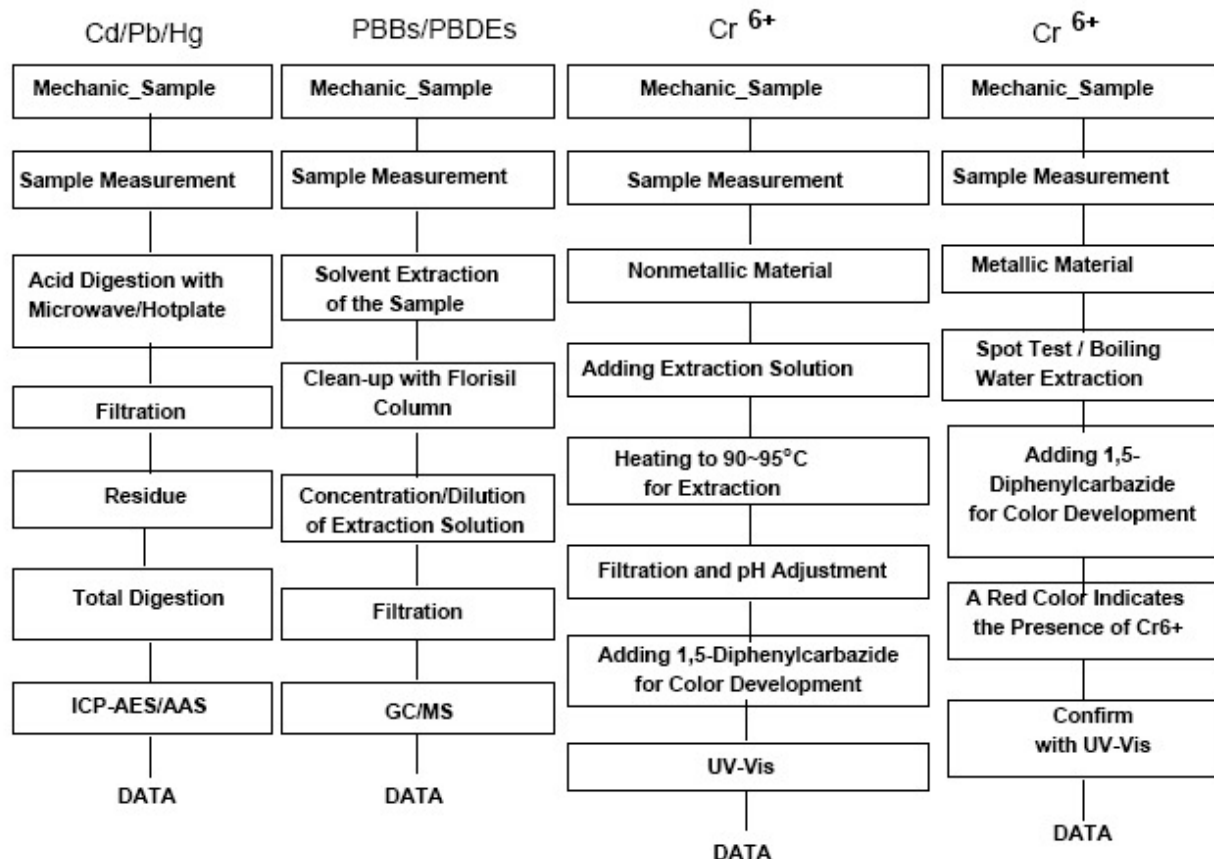 Cd/Pb/Hg
Mechanic_Sample
Sample Measurement
Acid Digestion with
Microwave/Hotplate
Filtration
Residue
Total Digestion
ICP-AES/AAS
DATA
PBBs/PBDEs
Mechanic_Sample
Sample Measurement
Solvent Extraction
of the Sample
Clean-up with Florisil
Column
Concentration/Dilution
of Extraction Solution
Filtration
GC/MS
DATA
Cr 6+
Mechanic_Sample
Sample Measurement
Nonmetallic Material
Adding Extraction Solution
Heating to 90~95°C
for Extraction
Filtration and pH Adjustment
Adding 1,5-Diphenylcarbazide
for Color Development
UV-Vis
DATA
Cr 6+
Mechanic_Sample
Sample Measurement
Metallic Material
Spot Test / Boiling
Water Extraction
Adding 1,5-
Diphenylcarbazide
for Color Development
A Red Color Indicates
the Presence of Cr6+
Confirm
with UV-Vis
DATA